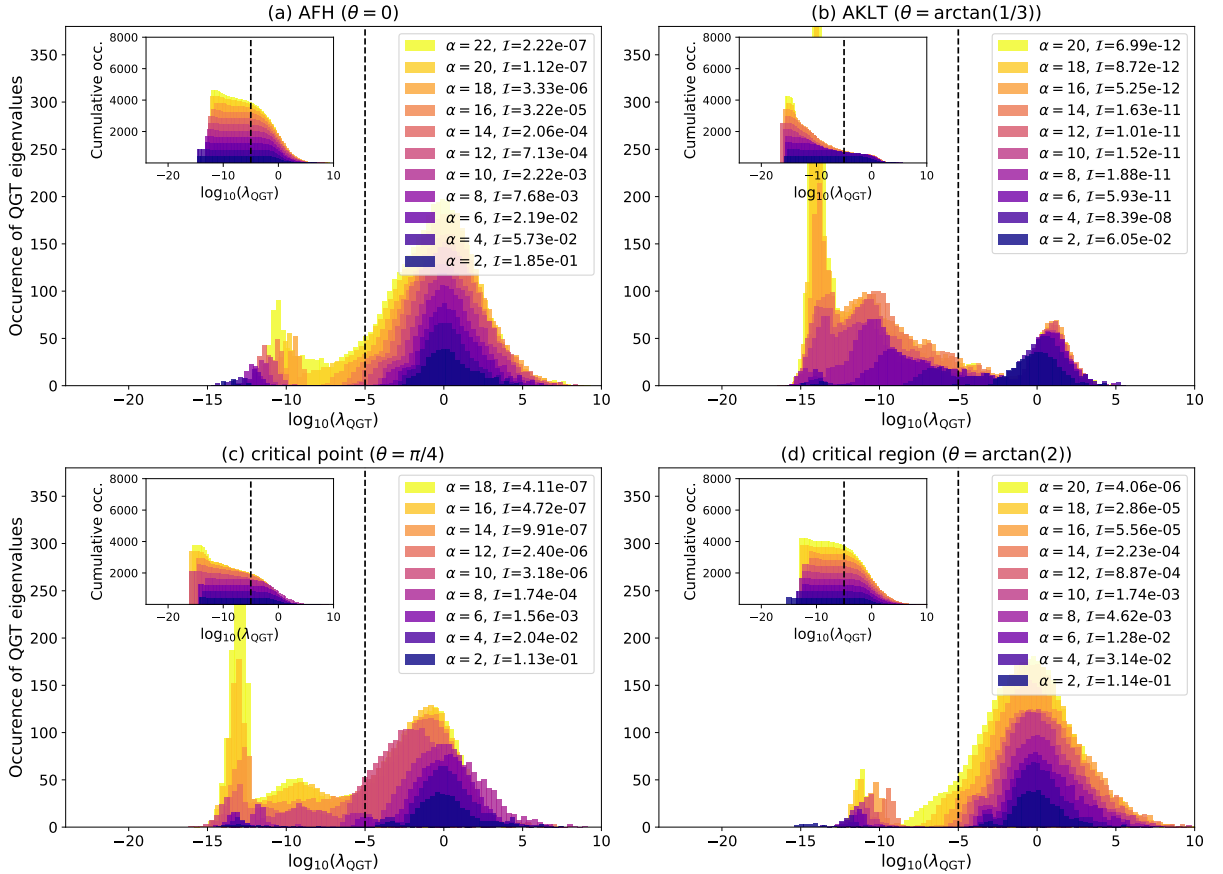 (a) AFH (θ = 0)
Occurence of QGT eigenvalues
350
300
250
200
150
100
50
0
−20
−15
−10
−5
0
5
10
log₁₀(λ_QGT)
Cumulative occ.
8000
6000
4000
2000
−20
−10
0
10
log₁₀(λ_QGT)
α = 22, ℐ=2.22e-07
α = 20, ℐ=1.12e-07
α = 18, ℐ=3.33e-06
α = 16, ℐ=3.22e-05
α = 14, ℐ=2.06e-04
α = 12, ℐ=7.13e-04
α = 10, ℐ=2.22e-03
α = 8, ℐ=7.68e-03
α = 6, ℐ=2.19e-02
α = 4, ℐ=5.73e-02
α = 2, ℐ=1.85e-01
(b) AKLT (θ = arctan(1/3))
350
300
250
200
150
100
50
0
−20
−15
−10
−5
0
5
10
log₁₀(λ_QGT)
Cumulative occ.
8000
6000
4000
2000
−20
−10
0
10
log₁₀(λ_QGT)
α = 20, ℐ=6.99e-12
α = 18, ℐ=8.72e-12
α = 16, ℐ=5.25e-12
α = 14, ℐ=1.63e-11
α = 12, ℐ=1.01e-11
α = 10, ℐ=1.52e-11
α = 8, ℐ=1.88e-11
α = 6, ℐ=5.93e-11
α = 4, ℐ=8.39e-08
α = 2, ℐ=6.05e-02
(c) critical point (θ = π/4)
Occurence of QGT eigenvalues
350
300
250
200
150
100
50
0
−20
−15
−10
−5
0
5
10
log₁₀(λ_QGT)
Cumulative occ.
8000
6000
4000
2000
−20
−10
0
10
log₁₀(λ_QGT)
α = 18, ℐ=4.11e-07
α = 16, ℐ=4.72e-07
α = 14, ℐ=9.91e-07
α = 12, ℐ=2.40e-06
α = 10, ℐ=3.18e-06
α = 8, ℐ=1.74e-04
α = 6, ℐ=1.56e-03
α = 4, ℐ=2.04e-02
α = 2, ℐ=1.13e-01
(d) critical region (θ = arctan(2))
350
300
250
200
150
100
50
0
−20
−15
−10
−5
0
5
10
log₁₀(λ_QGT)
Cumulative occ.
8000
6000
4000
2000
−20
−10
0
10
log₁₀(λ_QGT)
α = 20, ℐ=4.06e-06
α = 18, ℐ=2.86e-05
α = 16, ℐ=5.56e-05
α = 14, ℐ=2.23e-04
α = 12, ℐ=8.87e-04
α = 10, ℐ=1.74e-03
α = 8, ℐ=4.62e-03
α = 6, ℐ=1.28e-02
α = 4, ℐ=3.14e-02
α = 2, ℐ=1.14e-01